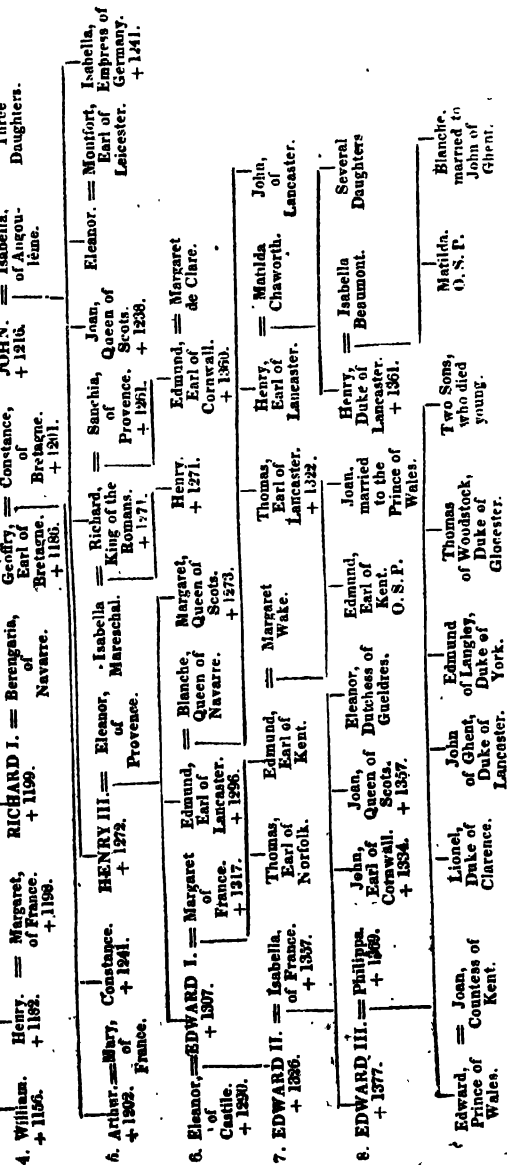 4. William.
+ 1156.
Henry.
+ 1182.
=
Margaret,
of France.
+ 1198.
RICHARD I.
+ 1199.
=
Berengaria,
of
Navarre.
Geoffry,
Earl of
Bretagne.
+ 1186.
=
Constance,
of
Bretagne.
+ 1201.
JOHN.
+ 1216.
=
Isabella,
of Angou-
lême.
Three
Daughters.
5. Arthur.
+ 1202.
=
Mary,
of
France.
Constance.
+ 1241.
HENRY III.
+ 1272.
=
Eleanor,
of
Provence.
Isabella
Mareschal.
=
Richard,
King of the
Romans.
+ 1271.
=
Sanchia,
of
Provence.
+ 1261.
Joan,
Queen of
Scots.
+ 1238.
Eleanor.
=
Montfort,
Earl of
Leicester.
Isabella,
Empress of
Germany.
+ 1241.
6. Eleanor,
of
Castile.
+ 1290.
=
EDWARD I.
+ 1307.
=
Margaret
of
France.
+ 1317.
Edmund,
Earl of
Lancaster.
+ 1296.
=
Blanche,
Queen of
Navarre.
Margaret,
Queen of
Scots.
+ 1273.
Henry.
+ 1271.
Edmund,
Earl of
Cornwall.
+ 1360.
=
Margaret
de Clare.
7. EDWARD II.
+ 1326.
=
Isabella,
of France.
+ 1357.
Thomas,
Earl of
Norfolk.
Edmund,
Earl of
Kent.
=
Margaret
Wake.
Thomas,
Earl of
Lancaster.
+ 1322.
Henry,
Earl of
Lancaster.
=
Matilda
Chaworth.
John,
of
Lancaster.
8. EDWARD III.
+ 1377.
=
Philippa.
+ 1369.
John,
Earl of
Cornwall.
+ 1334.
Joan,
Queen of
Scots.
+ 1357.
Eleanor,
Dutchess of
Gueldres.
Edmund,
Earl of
Kent.
O. S. P.
Joan,
married
to the
Prince of
Wales.
Henry,
Duke of
Lancaster.
+ 1361.
=
Isabella
Beaumont.
Several
Daughters
Edward,
Prince of
Wales.
=
Joan,
Countess of
Kent.
Lionel,
Duke of
Clarence.
John
of Ghent,
Duke of
Lancaster.
Edmund
of Langley,
Duke of
York.
Thomas
of Woodstock,
Duke of
Glocester.
Two Sons,
who died
young.
Matilda.
O. S. P.
Blanche.
married to
John of
Ghent.